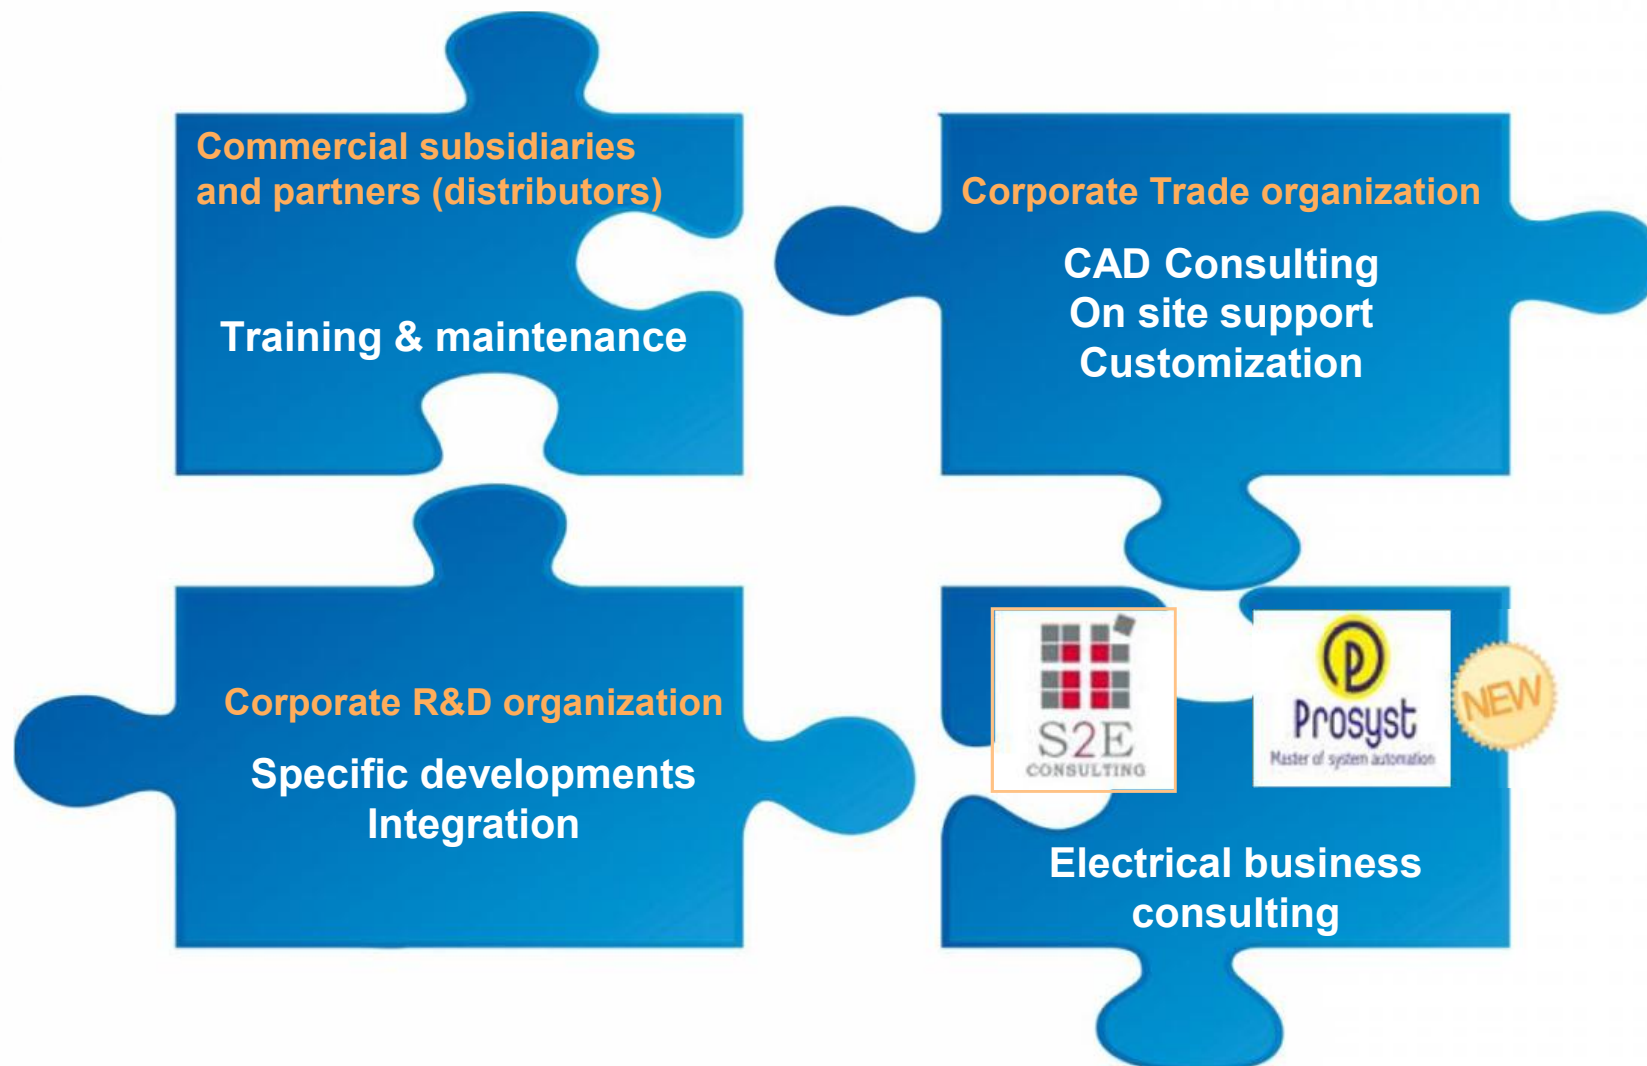 Commercial subsidiaries
and partners (distributors)
Training & maintenance
Corporate Trade organization
CAD Consulting
On site support
Customization
Corporate R&D organization
Specific developments
Integration
S2E
CONSULTING
Prosyst
Master of system automation
NEW
Electrical business
consulting